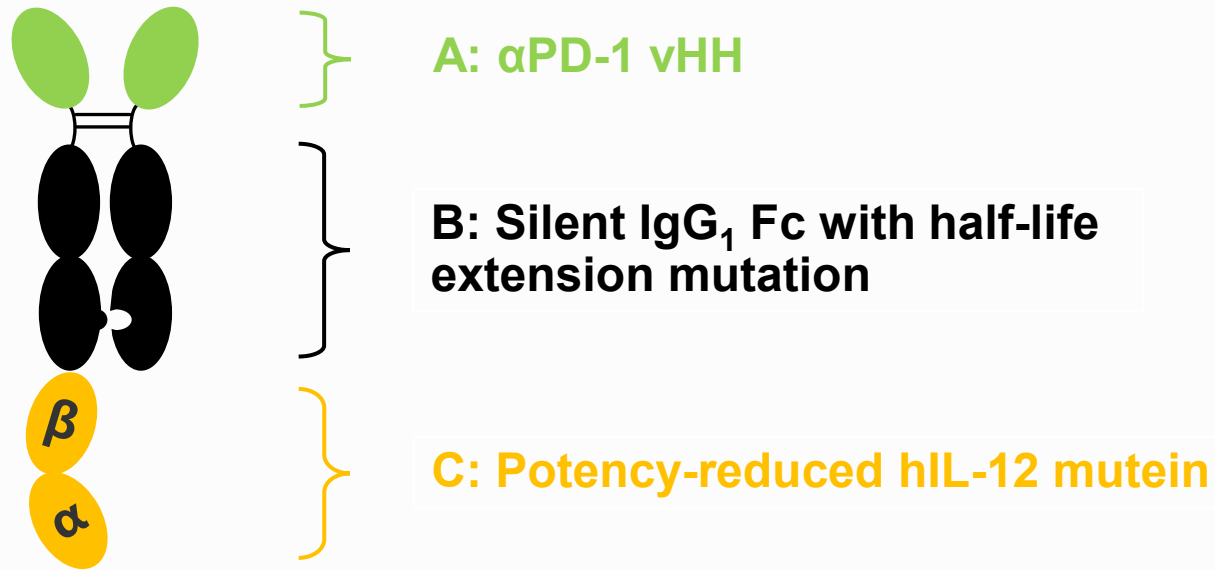 A: αPD-1 vHH
B: Silent IgG₁ Fc with half-life
extension mutation
β
C: Potency-reduced hIL-12 mutein
α